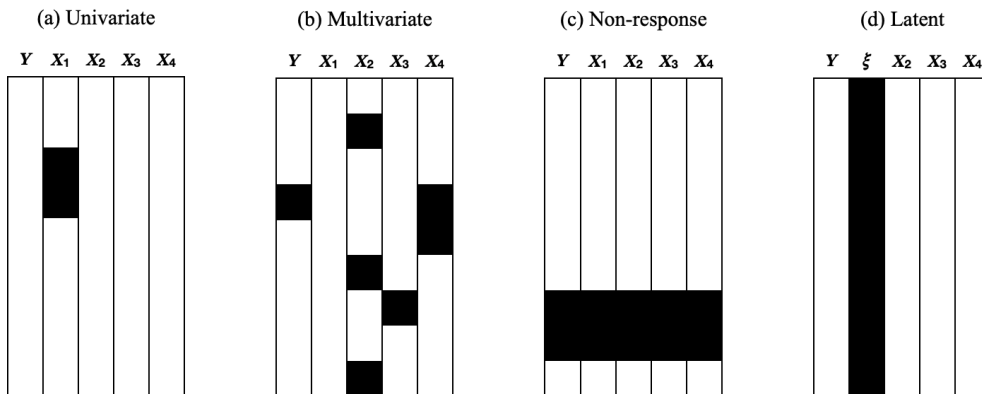 (a) Univariate (b) Multivariate (c) Non-response (d) Latent
Y X₁ X₂ X₃ X₄ Y X₁ X₂ X₃ X₄ Y X₁ X₂ X₃ X₄ Y ξ X₂ X₃ X₄